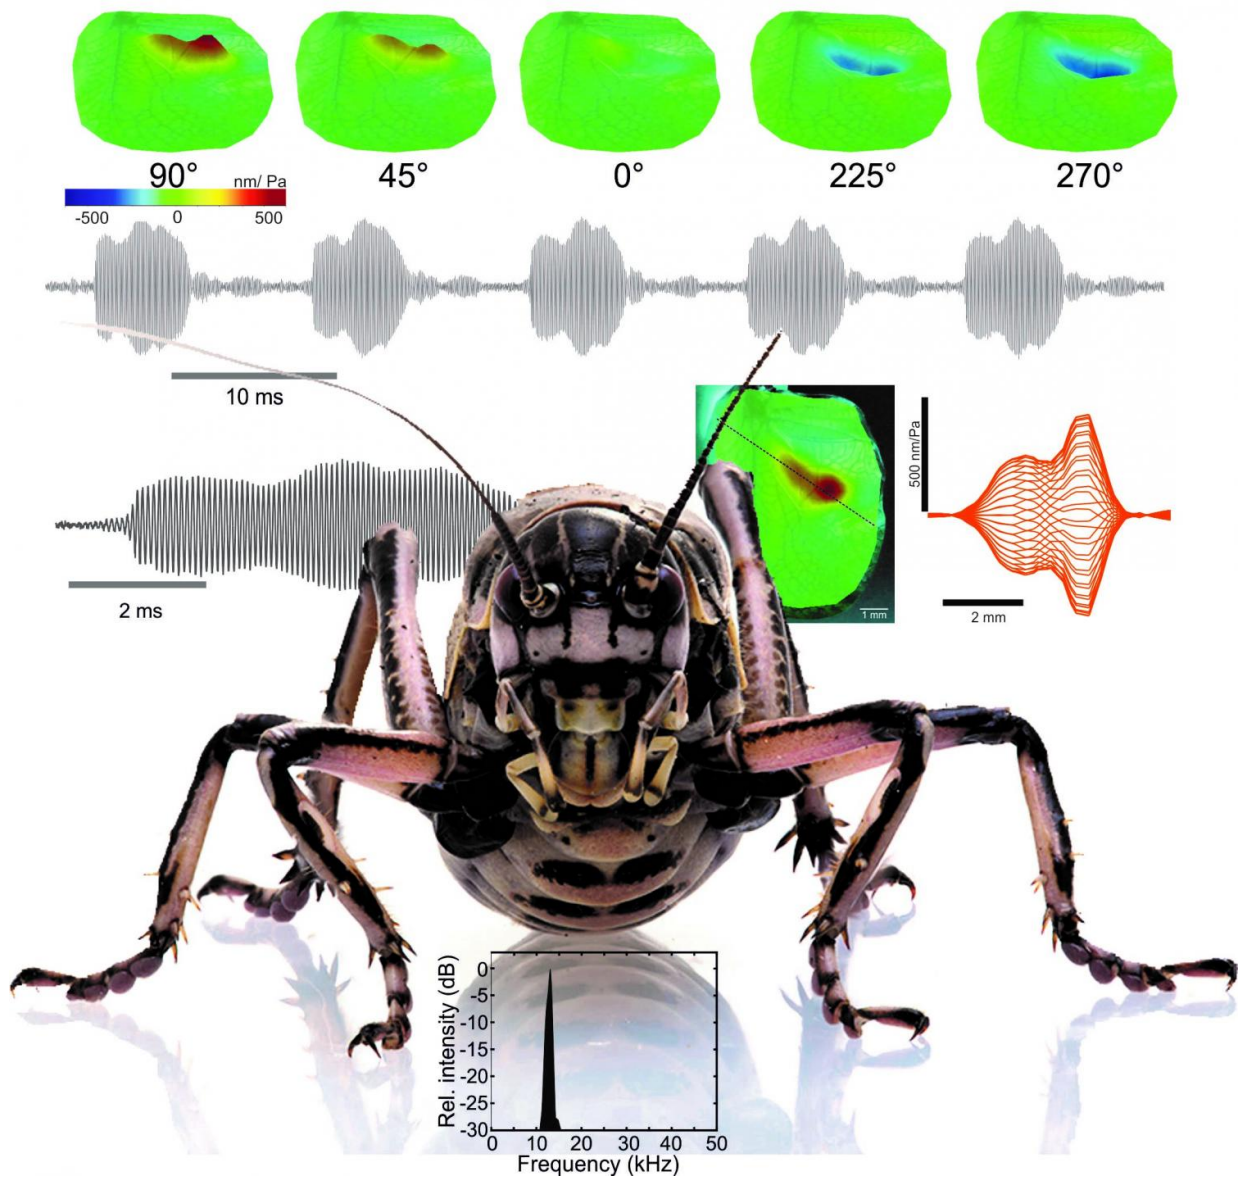 90°
45°
0°
225°
270°
nm/ Pa
-500
0
500
10 ms
500 nm/Pa
2 ms
1 mm
2 mm
Rel. intensity (dB)
0
-5
-10
-15
-20
-25
-30
0 10 20 30 40 50
Frequency (kHz)